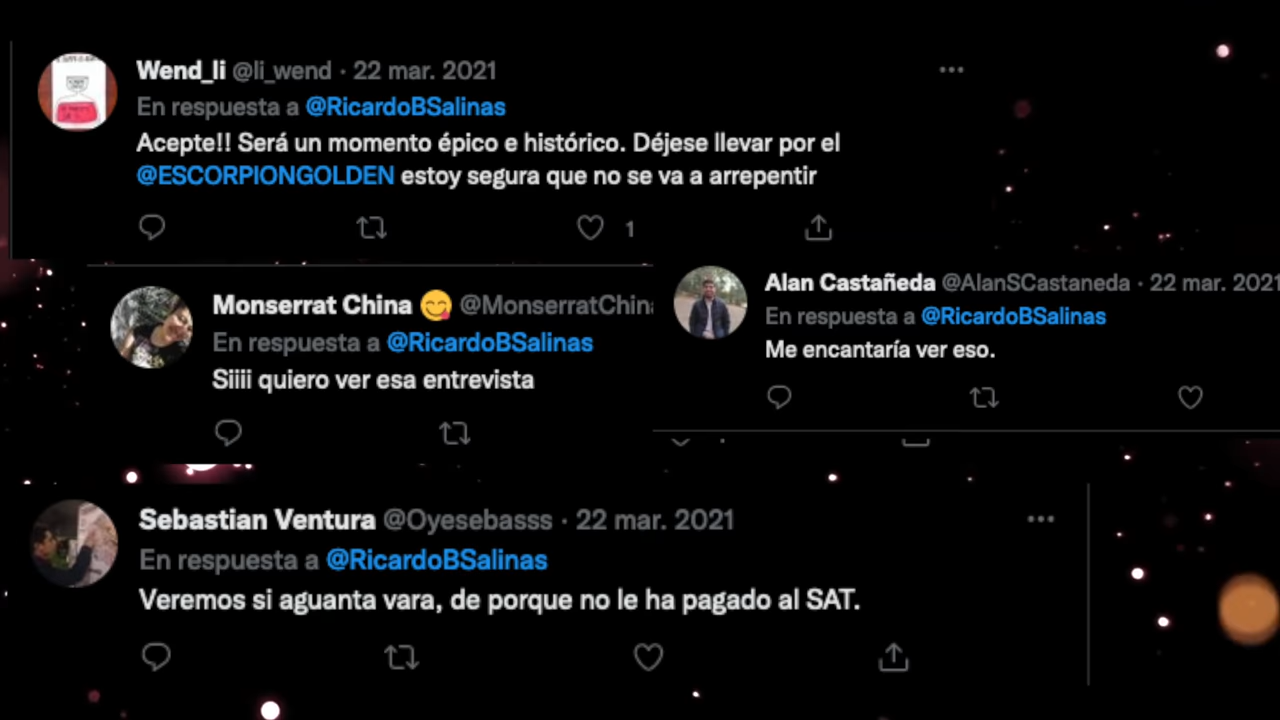 Wend_li @li_wend · 22 mar. 2021
En respuesta a @RicardoBSalinas
Acepte!! Será un momento épico e histórico. Déjese llevar por el
@ESCORPIONGOLDEN estoy segura que no se va a arrepentir
1
Monserrat China 😋 @MonserratChina
En respuesta a @RicardoBSalinas
Siiii quiero ver esa entrevista
Alan Castañeda @AlanSCastaneda · 22 mar. 2021
En respuesta a @RicardoBSalinas
Me encantaría ver eso.
Sebastian Ventura @Oyesebasss · 22 mar. 2021
En respuesta a @RicardoBSalinas
Veremos si aguanta vara, de porque no le ha pagado al SAT.